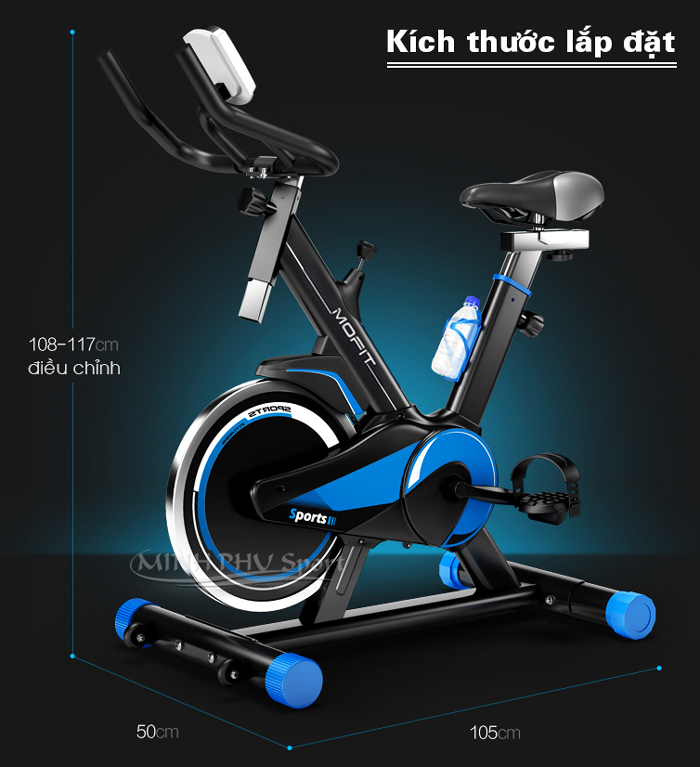 Kích thước lắp đặt
MOFIT
108-117cm
điều chỉnh
SPORTS
Sports
MINH PHU Sport
50cm
105cm